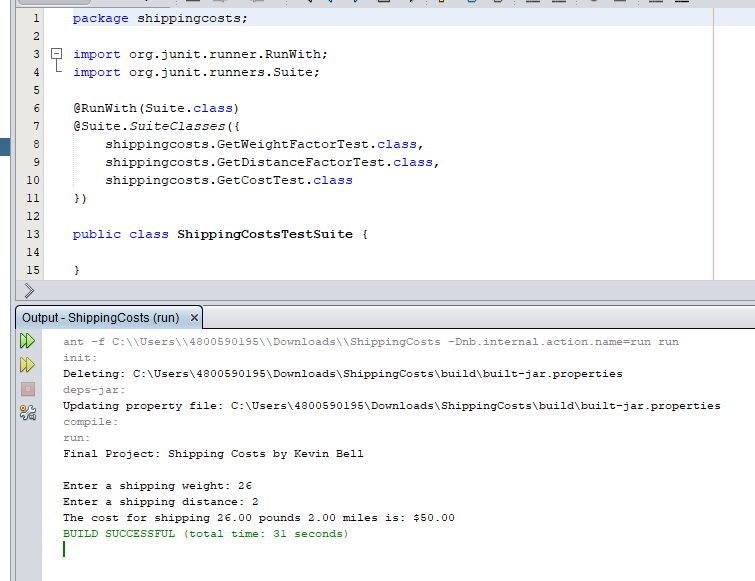 1 package shippingcosts;
2
3 import org.junit.runner.RunWith;
4 import org.junit.runners.Suite;
5
6 @RunWith(Suite.class)
7 @Suite.SuiteClasses({
8 shippingcosts.GetWeightFactorTest.class,
9 shippingcosts.GetDistanceFactorTest.class,
10 shippingcosts.GetCostTest.class
11 })
12
13 public class ShippingCostsTestSuite {
14
15 }
Output - ShippingCosts (run) ×
ant -f C:\\Users\\4800590195\\Downloads\\ShippingCosts -Dnb.internal.action.name=run run
init:
Deleting: C:\Users\4800590195\Downloads\ShippingCosts\build\built-jar.properties
deps-jar:
Updating property file: C:\Users\4800590195\Downloads\ShippingCosts\build\built-jar.properties
compile:
run:
Final Project: Shipping Costs by Kevin Bell
Enter a shipping weight: 26
Enter a shipping distance: 2
The cost for shipping 26.00 pounds 2.00 miles is: $50.00
BUILD SUCCESSFUL (total time: 31 seconds)